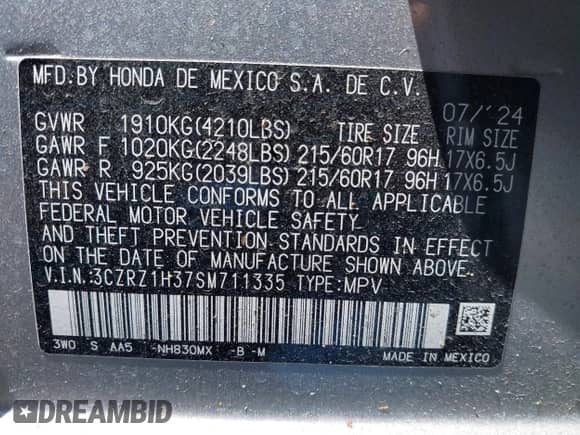 MFD. BY HONDA DE MEXICO S.A. DE C.V.
07/'24
GVWR 1910KG(4210LBS) TIRE SIZE RIM SIZE
GAWR F 1020KG(2248LBS) 215/60R17 96H 17X6.5J
GAWR R 925KG(2039LBS) 215/60R17 96H 17X6.5J
THIS VEHICLE CONFORMS TO ALL APPLICABLE
FEDERAL MOTOR VEHICLE SAFETY
AND THEFT PREVENTION STANDARDS IN EFFECT
ON THE DATE OF MANUFACTURE SHOWN ABOVE.
V.I.N.:3CZRZ1H37SM711335 TYPE:MPV
3W0 S AA5 -NH830MX -B -M
MADE IN MEXICO
DREAMBID